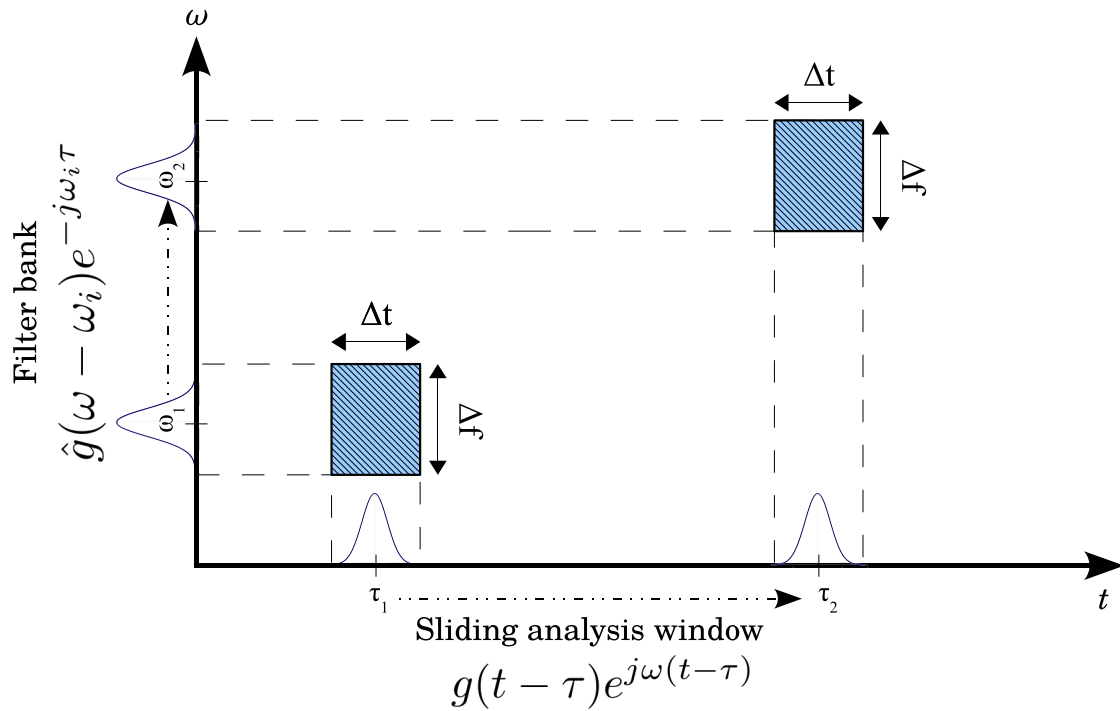 ω
Δt
Δf
ω₂
Δt
Δf
ω₁
Filter bank
ĝ(ω − ωᵢ)e^{−jωᵢτ}
τ₁
τ₂
t
Sliding analysis window
g(t − τ)e^{jω(t−τ)}